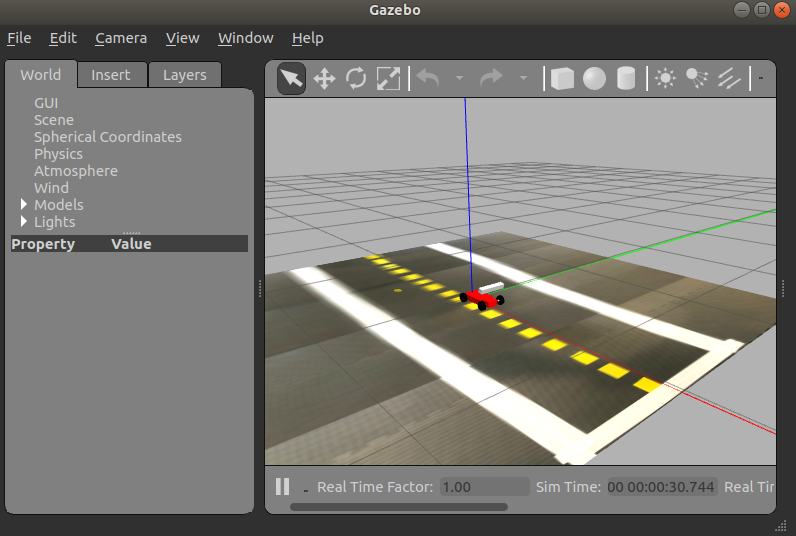 Gazebo
File Edit Camera View Window Help
World Insert Layers
GUI
Scene
Spherical Coordinates
Physics
Atmosphere
Wind
Models
Lights
Property Value
Real Time Factor: 1.00 Sim Time: 00 00:00:30.744 Real Tir